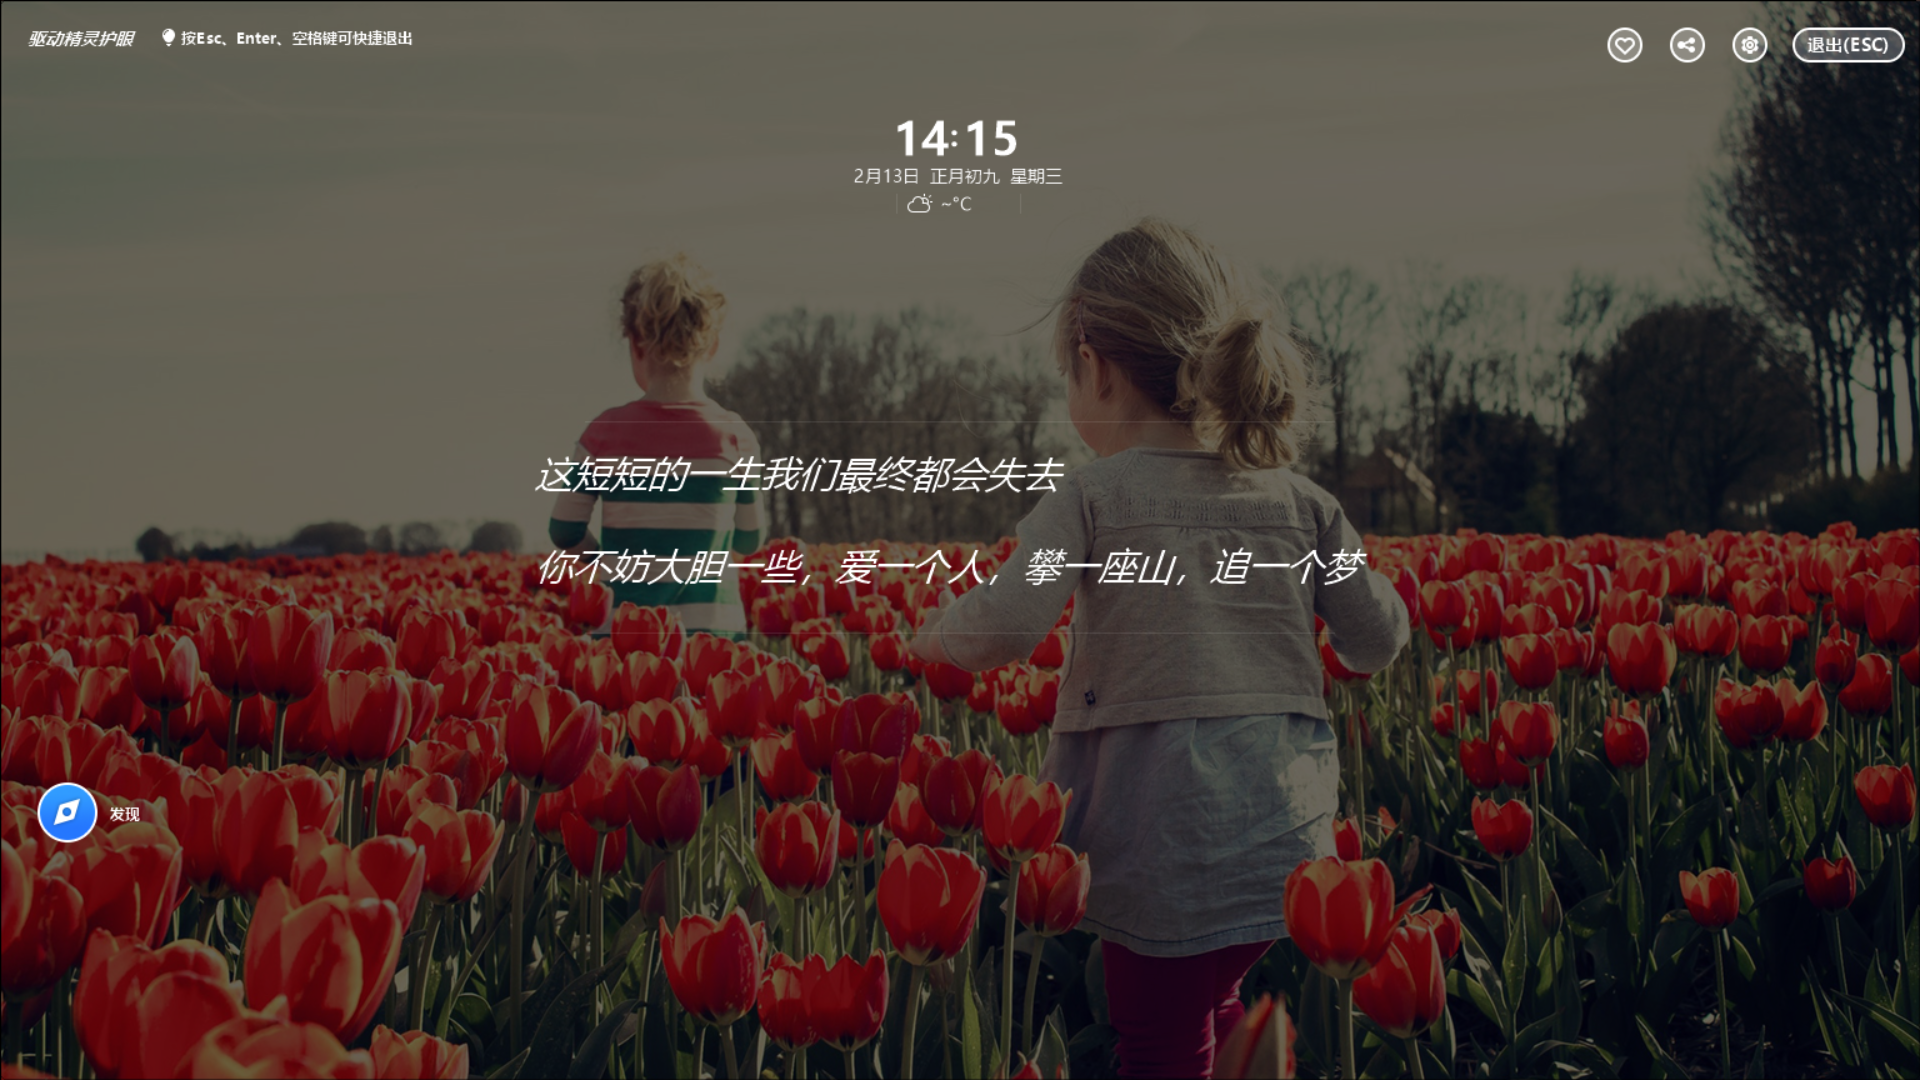 驱动精灵护眼
按Esc、Enter、空格键可快捷退出
退出(ESC)
14:15
2月13日 正月初九 星期三
~°C
这短短的一生我们最终都会失去
你不妨大胆一些，爱一个人，攀一座山，追一个梦
发现